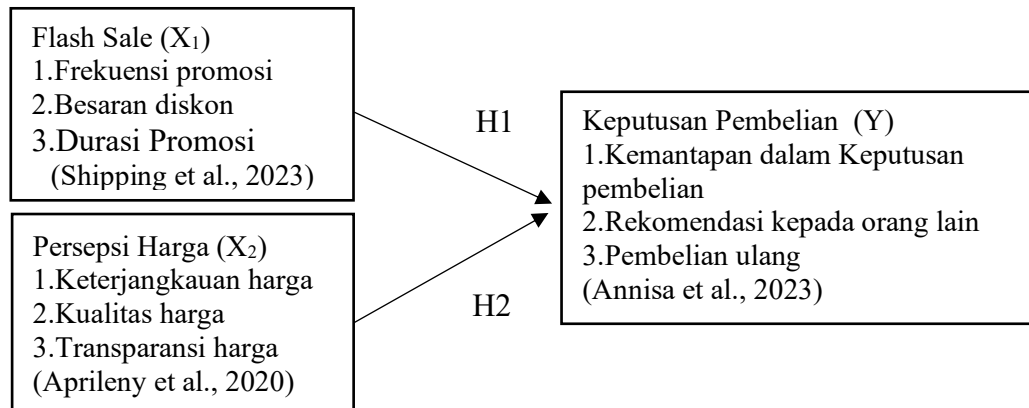 Flash Sale (X₁)
1.Frekuensi promosi
2.Besaran diskon
3.Durasi Promosi
(Shipping et al., 2023)
Persepsi Harga (X₂)
1.Keterjangkauan harga
2.Kualitas harga
3.Transparansi harga
(Aprileny et al., 2020)
H1
H2
Keputusan Pembelian (Y)
1.Kemantapan dalam Keputusan
pembelian
2.Rekomendasi kepada orang lain
3.Pembelian ulang
(Annisa et al., 2023)